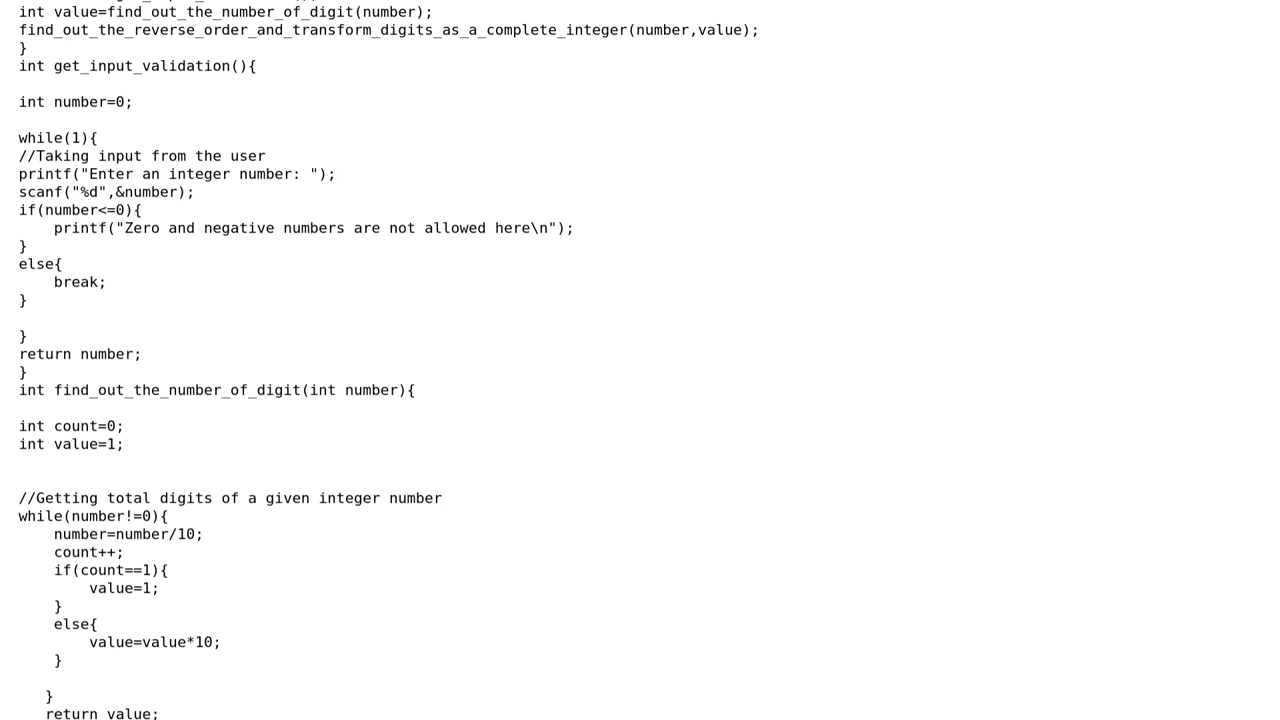 int value=find_out_the_number_of_digit(number);
find_out_the_reverse_order_and_transform_digits_as_a_complete_integer(number,value);
}
int get_input_validation(){
int number=0;
while(1){
//Taking input from the user
printf("Enter an integer number: ");
scanf("%d",&number);
if(number<=0){
    printf("Zero and negative numbers are not allowed here\n");
}
else{
    break;
}
}
return number;
}
int find_out_the_number_of_digit(int number){
int count=0;
int value=1;
//Getting total digits of a given integer number
while(number!=0){
    number=number/10;
    count++;
    if(count==1){
        value=1;
    }
    else{
        value=value*10;
    }
   }
   return value;